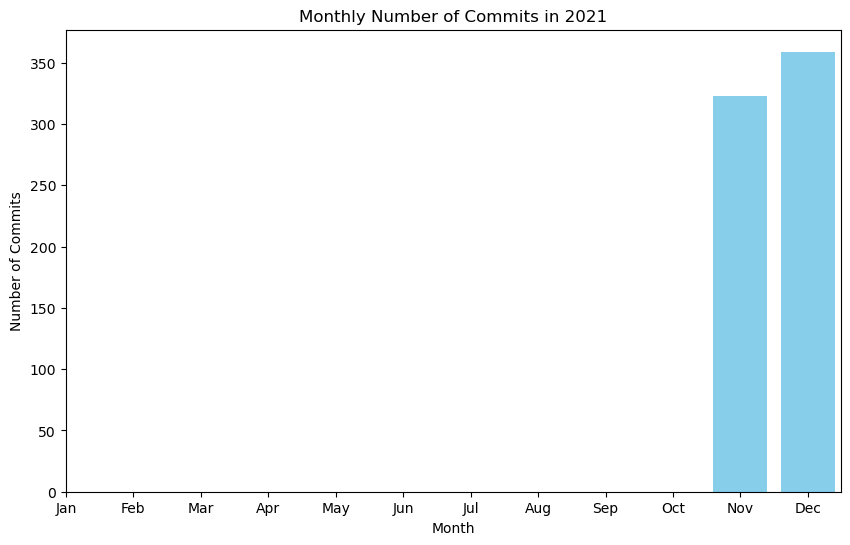 Monthly Number of Commits in 2021
Number of Commits
350
300
250
200
150
100
50
0
Jan Feb Mar Apr May Jun Jul Aug Sep Oct Nov Dec
Month